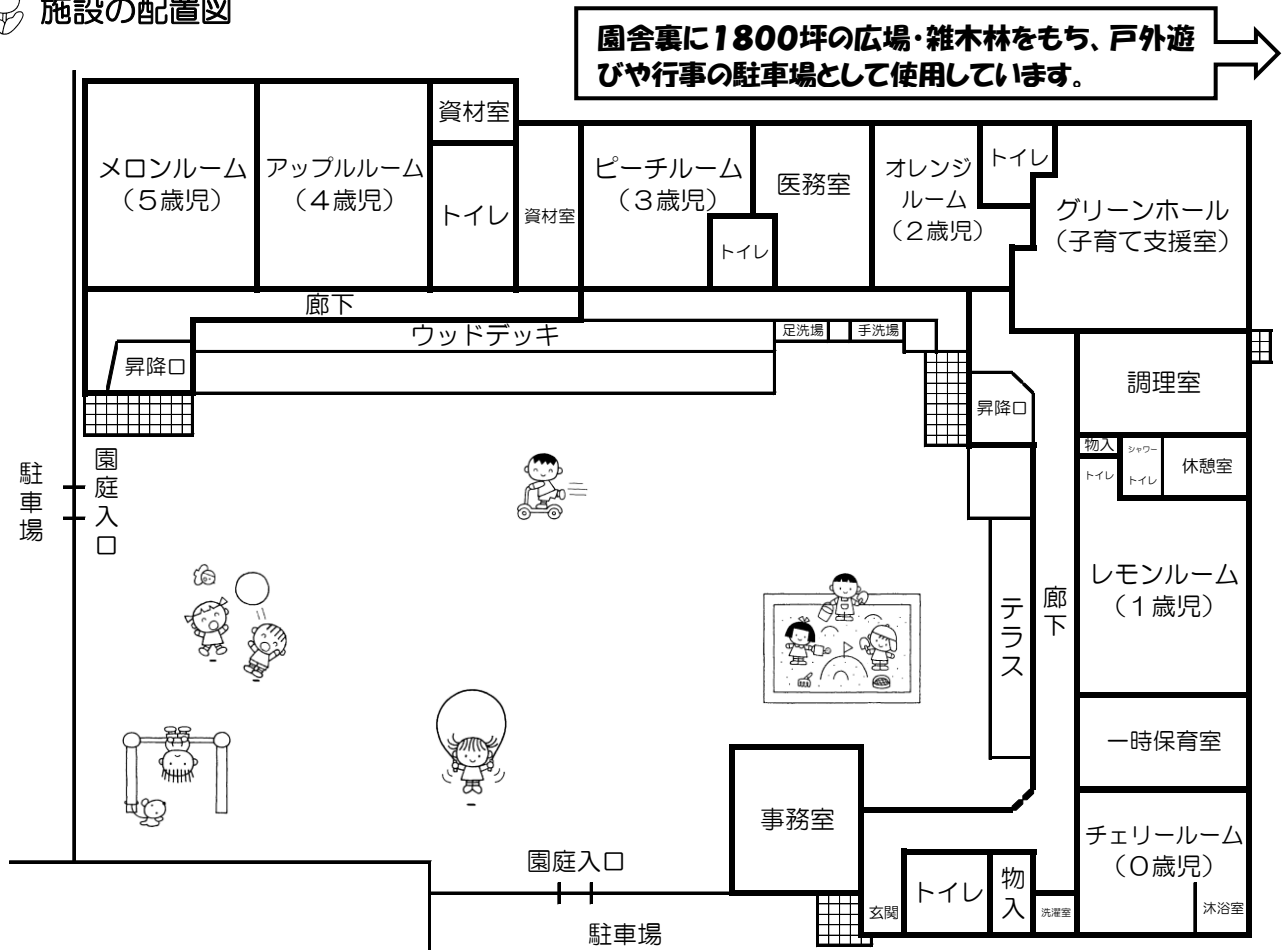 施設の配置図
園舎裏に1800坪の広場・雑木林をもち、戸外遊
びや行事の駐車場として使用しています。
メロンルーム
（５歳児）
アップルルーム
（４歳児）
資材室
トイレ
資材室
ピーチルーム
（３歳児）
トイレ
医務室
オレンジ
ルーム
（２歳児）
トイレ
グリーンホール
（子育て支援室）
廊下
ウッドデッキ
足洗場
手洗場
昇降口
昇降口
調理室
物入
トイレ
シャワー
トイレ
休憩室
駐車場
園庭入口
レモンルーム
（１歳児）
テラス
廊下
一時保育室
事務室
チェリールーム
（０歳児）
沐浴室
園庭入口
駐車場
玄関
トイレ
物入
洗濯室